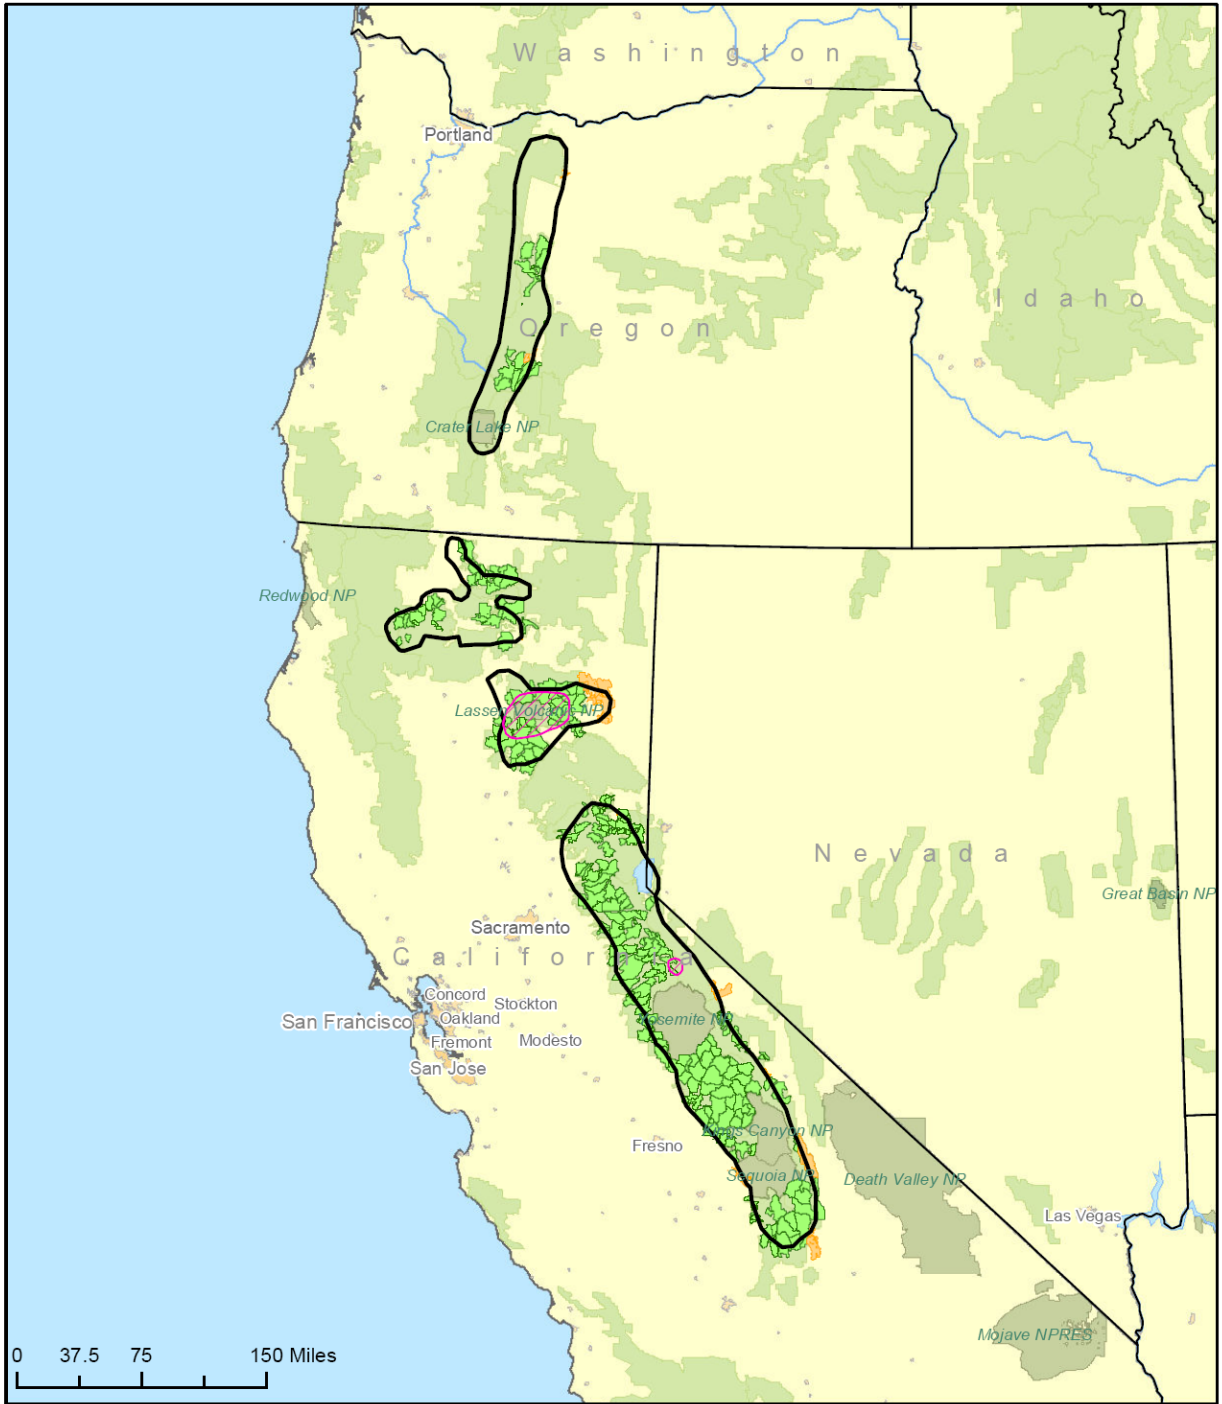 Washington
Portland
Idaho
Oregon
Crater Lake NP
Redwood NP
Lassen Volcanic NP
Nevada
Great Basin NP
Sacramento
California
Concord
Stockton
San Francisco
Oakland
Yosemite NP
Fremont
Modesto
San Jose
Kings Canyon NP
Fresno
Sequoia NP
Death Valley NP
Las Vegas
Mojave NPRES
0 37.5 75 150 Miles